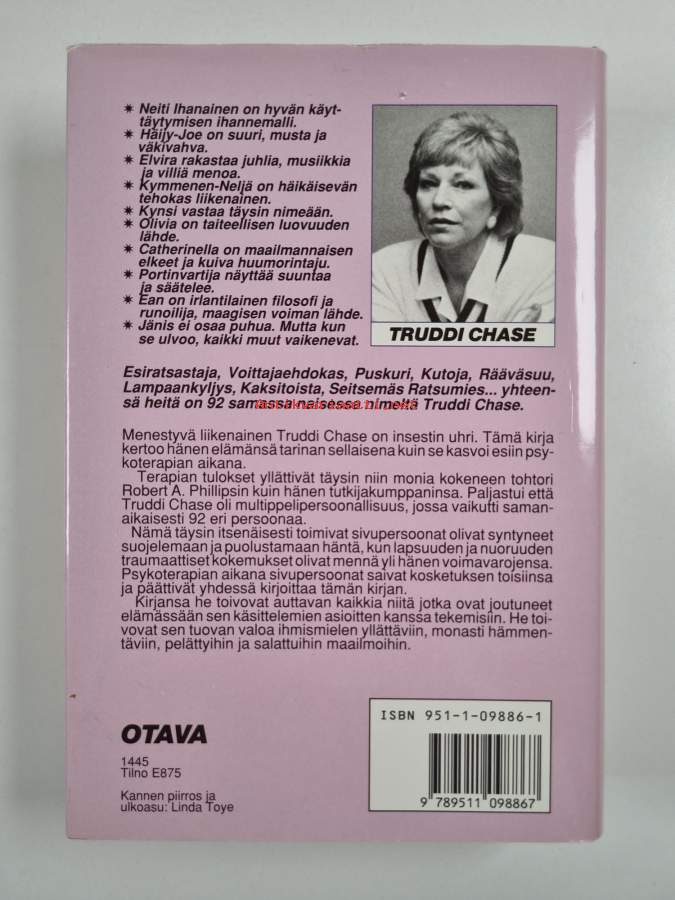 ✷ Neiti Ihanainen on hyvän käyt-
täytymisen ihannemalli.
✷ Häijy-Joe on suuri, musta ja
väkivahva.
✷ Elvira rakastaa juhlia, musiikkia
ja villiä menoa.
✷ Kymmenen-Neljä on häikäisevän
tehokas liikenainen.
✷ Kynsi vastaa täysin nimeään.
✷ Olivia on taiteellisen luovuuden
lähde.
✷ Catherinella on maailmannaisen
elkeet ja kuiva huumorintaju.
✷ Portinvartija näyttää suuntaa
ja säätelee.
✷ Ean on irlantilainen filosofi ja
runoilija, maagisen voiman lähde.
✷ Jänis ei osaa puhua. Mutta kun
se ulvoo, kaikki muut vaikenevat.
TRUDDI CHASE
Esiratsastaja, Voittajaehdokas, Puskuri, Kutoja, Rääväsuu,
Lampaankyljys, Kaksitoista, Seitsemäs Ratsumies... yhteen-
sä heitä on 92 samassa naisessa nimeltä Truddi Chase.
Menestyvä liikenainen Truddi Chase on insestin uhri. Tämä kirja
kertoo hänen elämänsä tarinan sellaisena kuin se kasvoi esiin psy-
koterapian aikana.
Terapian tulokset yllättivät täysin niin monia kokeneen tohtori
Robert A. Phillipsin kuin hänen tutkijakumppaninsa. Paljastui että
Truddi Chase oli multippelipersoonallisuus, jossa vaikutti saman-
aikaisesti 92 eri persoonaa.
Nämä täysin itsenäisesti toimivat sivupersoonat olivat syntyneet
suojelemaan ja puolustamaan häntä, kun lapsuuden ja nuoruuden
traumaattiset kokemukset olivat mennä yli hänen voimavarojensa.
Psykoterapian aikana sivupersoonat saivat kosketuksen toisiinsa
ja päättivät yhdessä kirjoittaa tämän kirjan.
Kirjansa he toivovat auttavan kaikkia niitä jotka ovat joutuneet
elämässään sen käsittelemien asioitten kanssa tekemisiin. He toi-
vovat sen tuovan valoa ihmismielen yllättäviin, monasti hämmen-
täviin, pelättyihin ja salattuihin maailmoihin.
OTAVA
1445
Tilno E875
Kannen piirros ja
ulkoasu: Linda Toye
ISBN 951-1-09886-1
9 789511 098867